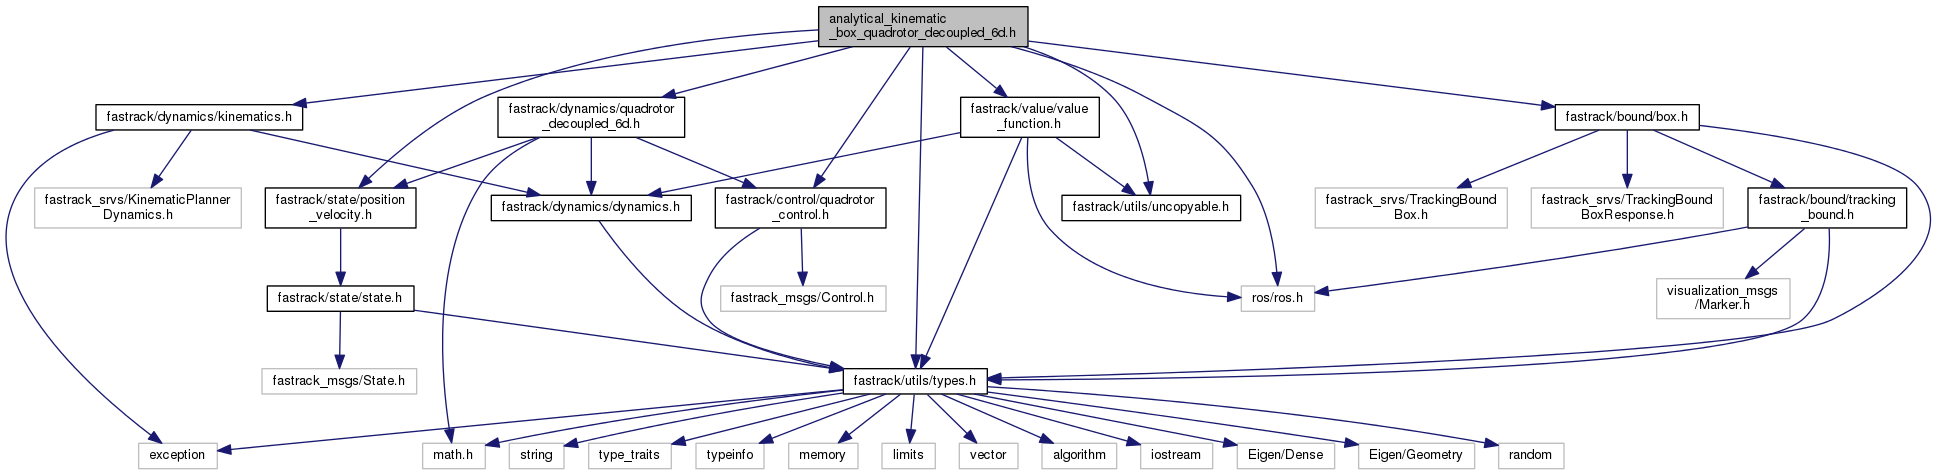 analytical_kinematic
_box_quadrotor_decoupled_6d.h
fastrack/dynamics/kinematics.h
fastrack/dynamics/quadrotor
_decoupled_6d.h
fastrack/value/value
_function.h
fastrack/bound/box.h
fastrack_srvs/KinematicPlanner
Dynamics.h
fastrack/state/position
_velocity.h
fastrack/dynamics/dynamics.h
fastrack/control/quadrotor
_control.h
fastrack/utils/uncopyable.h
fastrack_srvs/TrackingBound
Box.h
fastrack_srvs/TrackingBound
BoxResponse.h
fastrack/bound/tracking
_bound.h
fastrack/state/state.h
fastrack_msgs/Control.h
ros/ros.h
visualization_msgs
/Marker.h
fastrack_msgs/State.h
fastrack/utils/types.h
exception
math.h
string
type_traits
typeinfo
memory
limits
vector
algorithm
iostream
Eigen/Dense
Eigen/Geometry
random